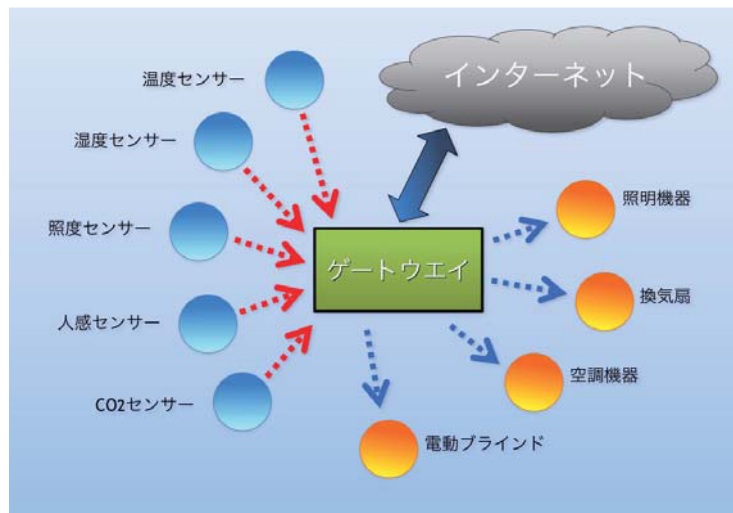 温度センサー
インターネット
湿度センサー
照明機器
照度センサー
ゲートウエイ
換気扇
人感センサー
空調機器
CO2センサー
電動ブラインド